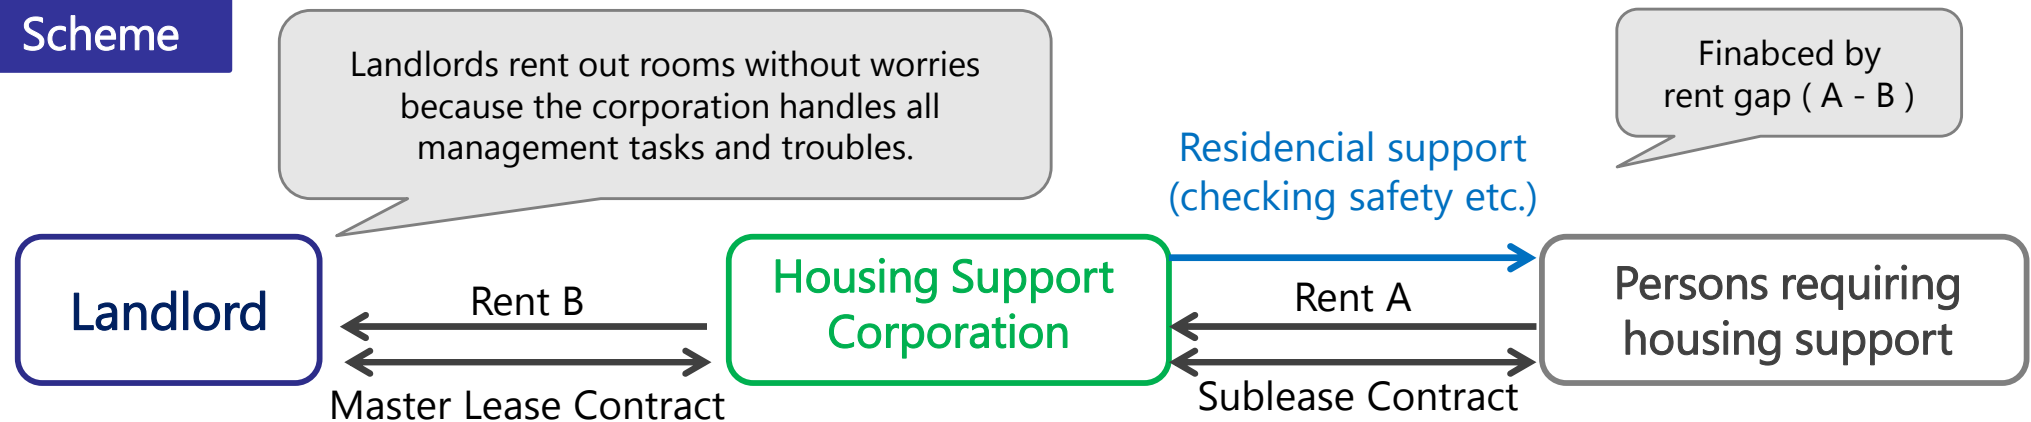 Scheme
Landlords rent out rooms without worries
because the corporation handles all
management tasks and troubles.
Finabced by
rent gap ( A - B )
Residencial support
(checking safety etc.)
Landlord
Rent B
Master Lease Contract
Housing Support
Corporation
Rent A
Sublease Contract
Persons requiring
housing support